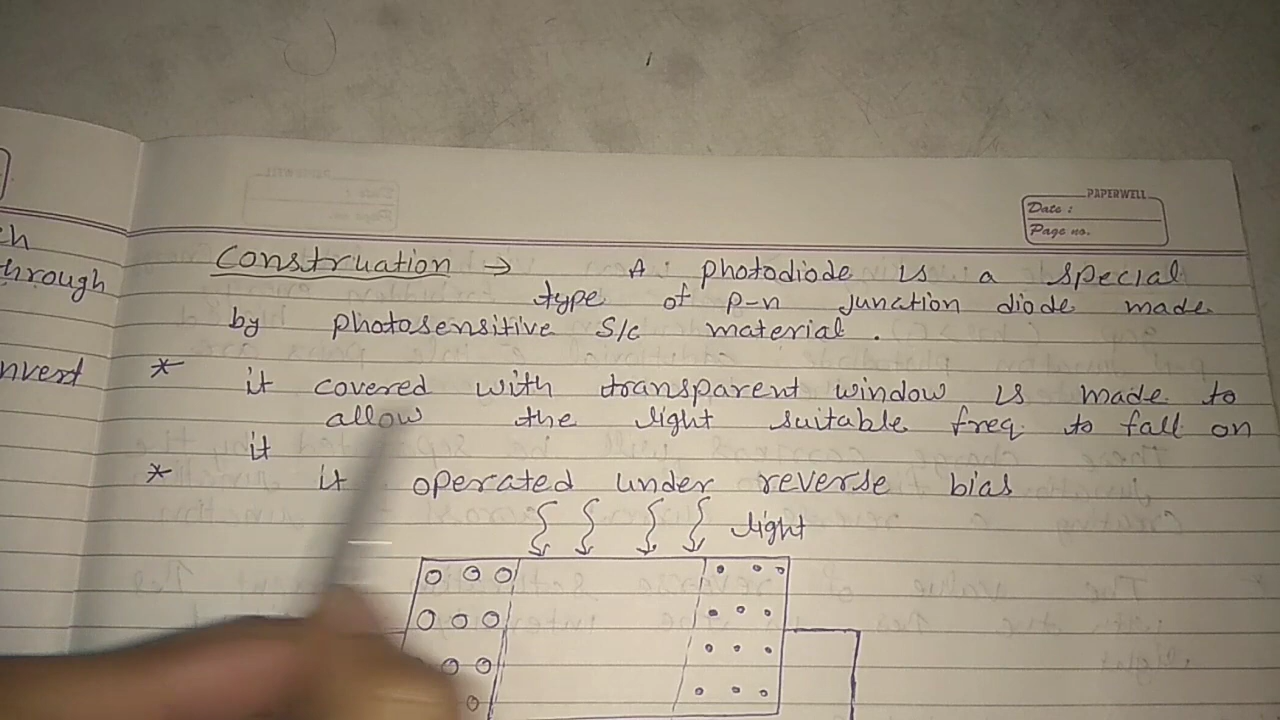 PAPERWELL
Date :
Page no.
ch
through
nvert
Construation → A photodiode is a special
type of p-n Junction diode made
by photosensitive S/c material .
* it covered with transparent window is made to
allow the light suitable freq. to fall on
it
* it operated under reverse bias
light